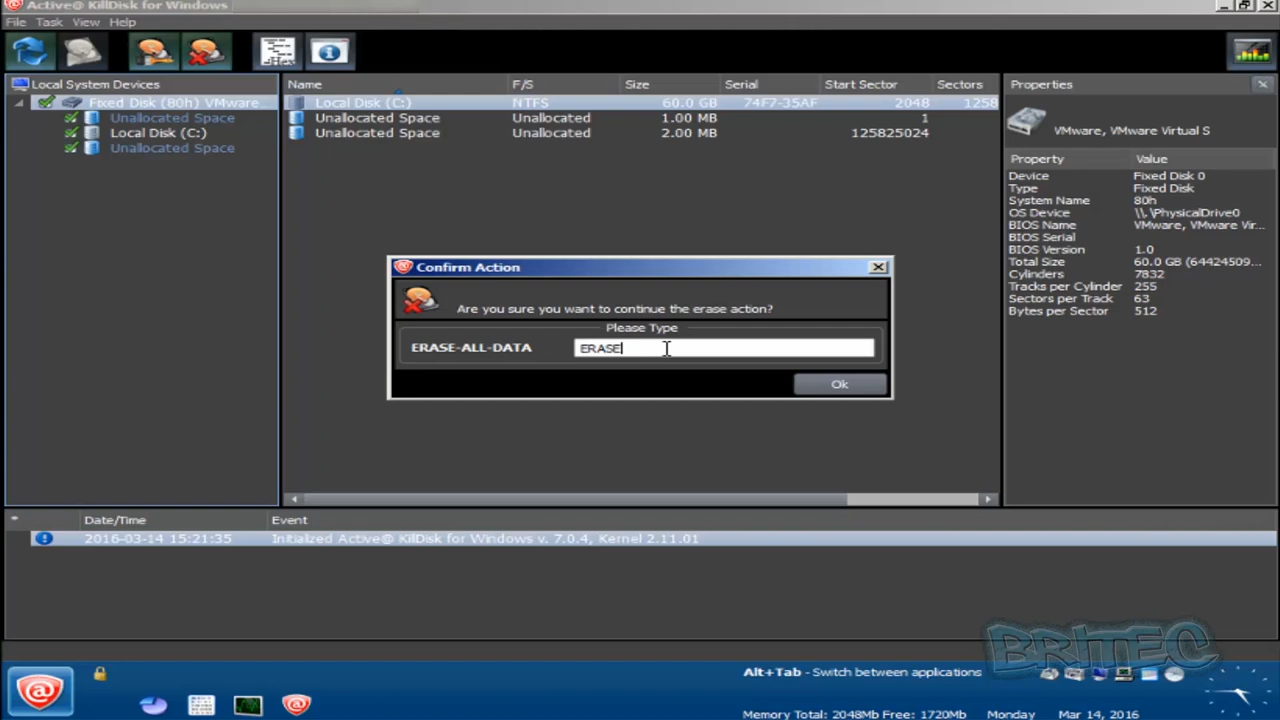 Active@ KillDisk for Windows
File Task View Help
Local System Devices
Fixed Disk (80h) VMware
Unallocated Space
Local Disk (C:)
Unallocated Space
Name F/S Size Serial Start Sector Sectors
Local Disk (C:) NTFS 60.0 GB 74F7-35AF 2048 1258
Unallocated Space Unallocated 1.00 MB 1
Unallocated Space Unallocated 2.00 MB 125825024
Properties
VMware, VMware Virtual S
Property Value
Device Fixed Disk 0
Type Fixed Disk
System Name 80h
OS Device \\.\PhysicalDrive0
BIOS Name VMware, VMware Vir...
BIOS Serial
BIOS Version 1.0
Total Size 60.0 GB (64424509...
Cylinders 7832
Tracks per Cylinder 255
Sectors per Track 63
Bytes per Sector 512
Confirm Action
Are you sure you want to continue the erase action?
Please Type
ERASE-ALL-DATA ERASE
Ok
* Date/Time Event
2016-03-14 15:21:35 Initialized Active@ KillDisk for Windows v. 7.0.4, Kernel 2.11.01
BRITEC
Alt+Tab - Switch between applications
Memory Total: 2048Mb Free: 1720Mb Monday Mar 14, 2016